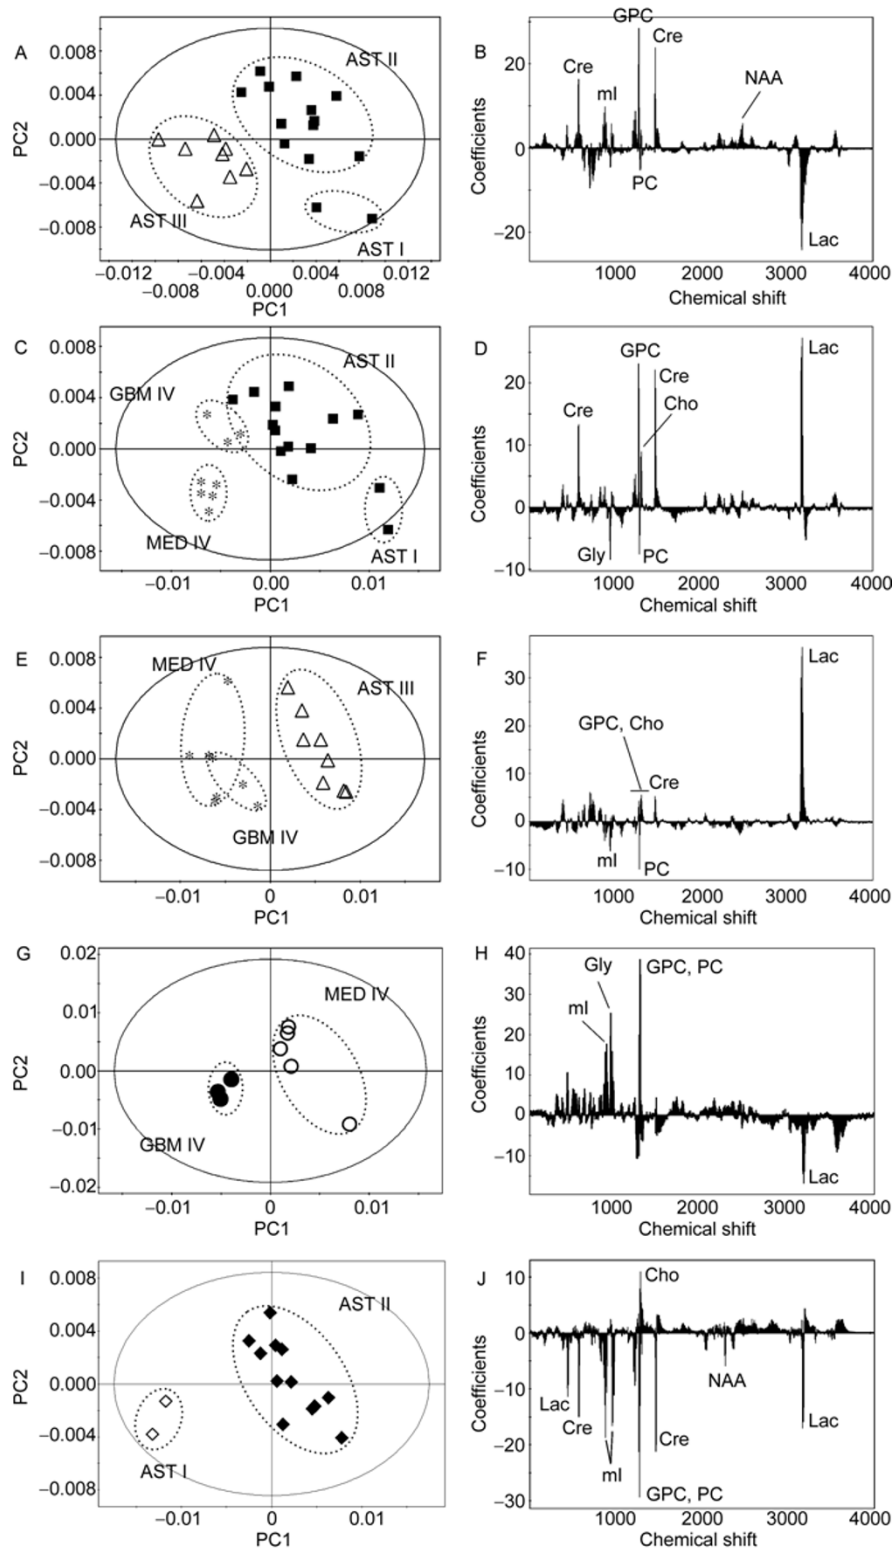 A
PC2
0.008
0.004
0.000
−0.004
−0.008
AST II
AST III
AST I
−0.012
−0.004
0.004
0.012
−0.008
0.000
0.008
PC1
B
Coefficients
20
0
−20
GPC
Cre
Cre
mI
NAA
PC
Lac
1000
2000
3000
4000
Chemical shift
C
PC2
0.008
0.004
0.000
−0.004
−0.008
AST II
GBM IV
MED IV
AST I
−0.01
0.00
0.01
PC1
D
Coefficients
20
10
0
−10
GPC
Lac
Cre
Cre
Cho
Gly
PC
1000
2000
3000
4000
Chemical shift
E
PC2
0.008
0.004
0.000
−0.004
−0.008
MED IV
AST III
GBM IV
−0.01
0
0.01
PC1
F
Coefficients
30
20
10
0
−10
Lac
GPC, Cho
Cre
mI
PC
1000
2000
3000
4000
Chemical shift
G
PC2
0.02
0.01
0.00
−0.01
−0.02
MED IV
GBM IV
−0.01
0
0.01
PC1
H
Coefficients
40
30
20
10
0
−10
Gly
GPC, PC
mI
Lac
1000
2000
3000
4000
Chemical shift
I
PC2
0.008
0.004
0.000
−0.004
−0.008
AST II
AST I
−0.01
0
0.01
PC1
J
Coefficients
10
0
−10
−20
−30
Cho
NAA
Lac
Cre
Lac
Cre
mI
GPC, PC
1000
2000
3000
4000
Chemical shift